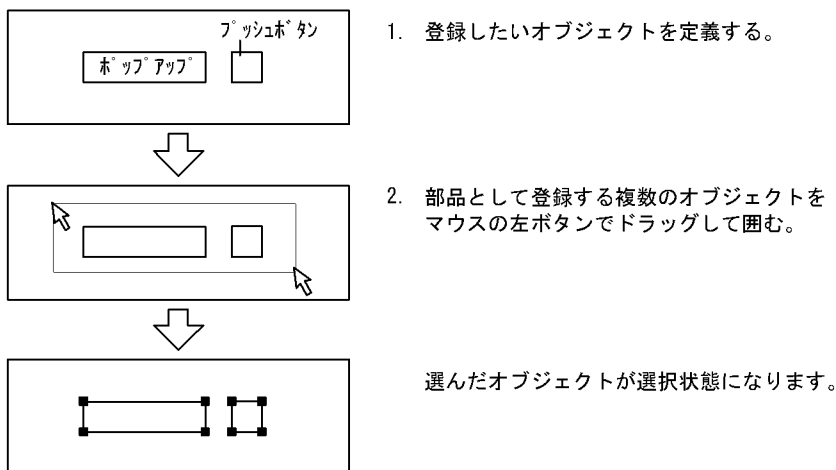 ﾌﾟｯｼｭﾎﾞﾀﾝ
ﾎﾟｯﾌﾟｱｯﾌﾟ
1. 登録したいオブジェクトを定義する。
2. 部品として登録する複数のオブジェクトを
マウスの左ボタンでドラッグして囲む。
選んだオブジェクトが選択状態になります。